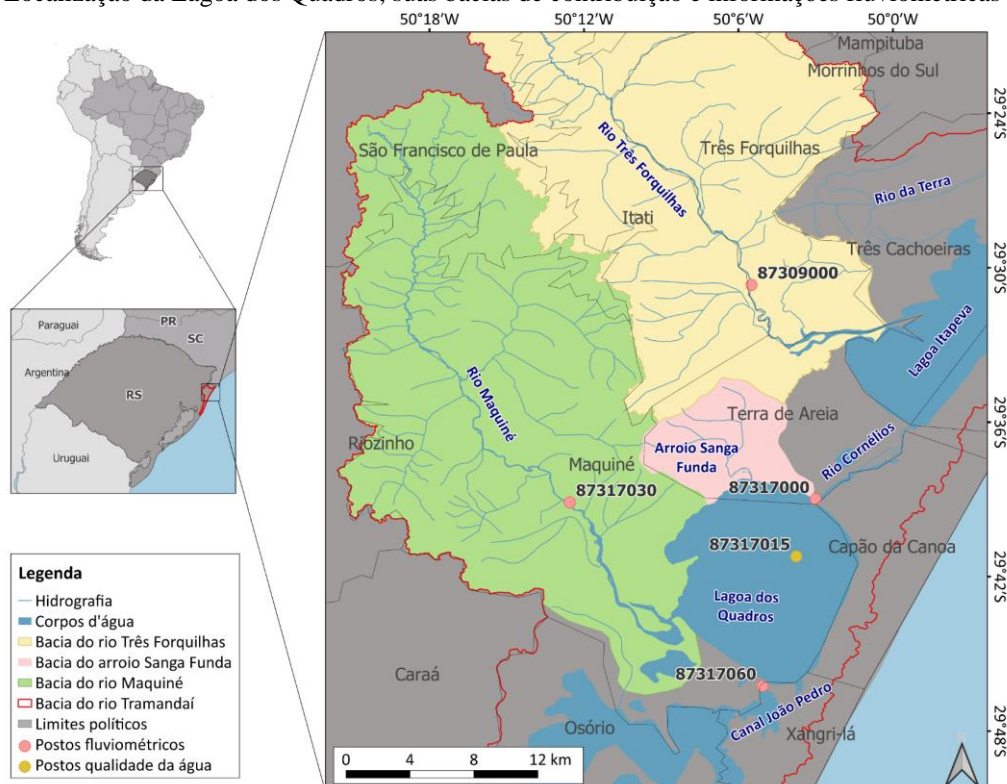 Localização da Lagoa dos Quadros, suas bacias de contribuição e informações fluviométricas
50°18'W
50°12'W
50°06'W
50°00'W
Mampituba
Morrinhos do Sul
29°24'S
São Francisco de Paula
Rio Três Forquilhas
Três Forquilhas
Rio da Terra
Itati
Três Cachoeiras
87309000
29°30'S
Lagoa Itapeva
Paraguai
PR
SC
Argentina
RS
Uruguai
Rio Maquiné
Terra de Areia
29°36'S
Riozinho
Arroio Sanga
Funda
Rio Cornélios
Maquiné
87317030
87317000
87317015
Capão da Canoa
29°42'S
Lagoa dos
Quadros
Caraá
87317060
Canal João Pedro
Osório
Xangri-lá
29°48'S
0 4 8 12 km
N
Legenda
Hidrografia
Corpos d'água
Bacia do rio Três Forquilhas
Bacia do arroio Sanga Funda
Bacia do rio Maquiné
Bacia do rio Tramandaí
Limites políticos
Postos fluviométricos
Postos qualidade da água